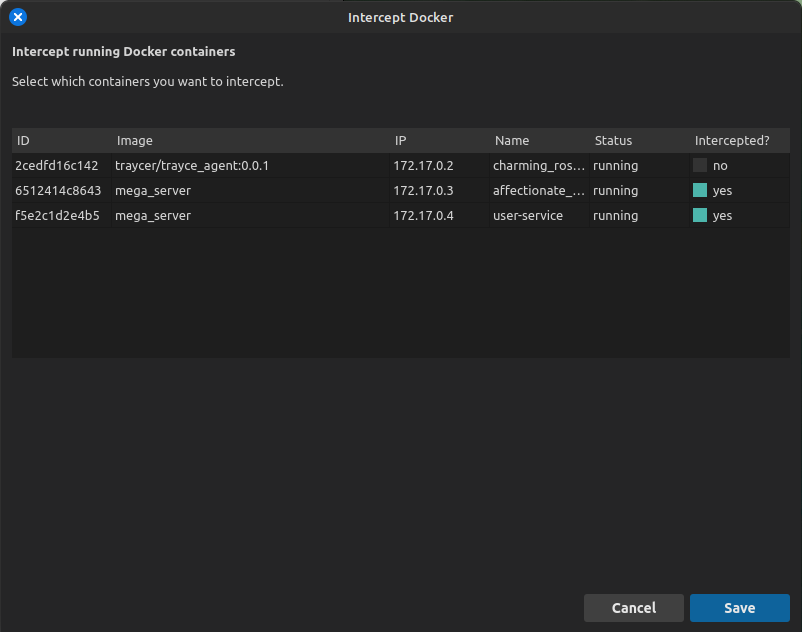 Intercept Docker
Intercept running Docker containers
Select which containers you want to intercept.
ID Image IP Name Status Intercepted?
2cedfd16c142 traycer/trayce_agent:0.0.1 172.17.0.2 charming_ros... running no
6512414c8643 mega_server 172.17.0.3 affectionate_... running yes
f5e2c1d2e4b5 mega_server 172.17.0.4 user-service running yes
Cancel Save